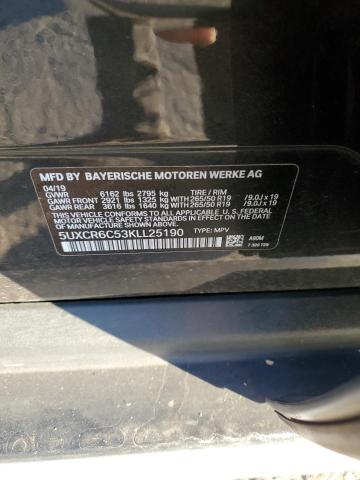 MFD BY BAYERISCHE MOTOREN WERKE AG
04/19
GVWR 6162 lbs 2795 kg TIRE / RIM
GAWR FRONT 2921 lbs 1325 kg 265/50 R19 /9.0J x 19
GAWR REAR 3616 lbs 1640 kg 265/50 R19 /9.0J x 19
THIS VEHICLE CONFORMS TO ALL APPLICABLE U. S. FEDERAL
MOTOR VEHICLE SAFETY STANDARDS IN EFFECT ON THE
DATE OF MANUFACTURE SHOWN ABOVE.
5UXCR6C53KLL25190 TYPE: MPV
A90M